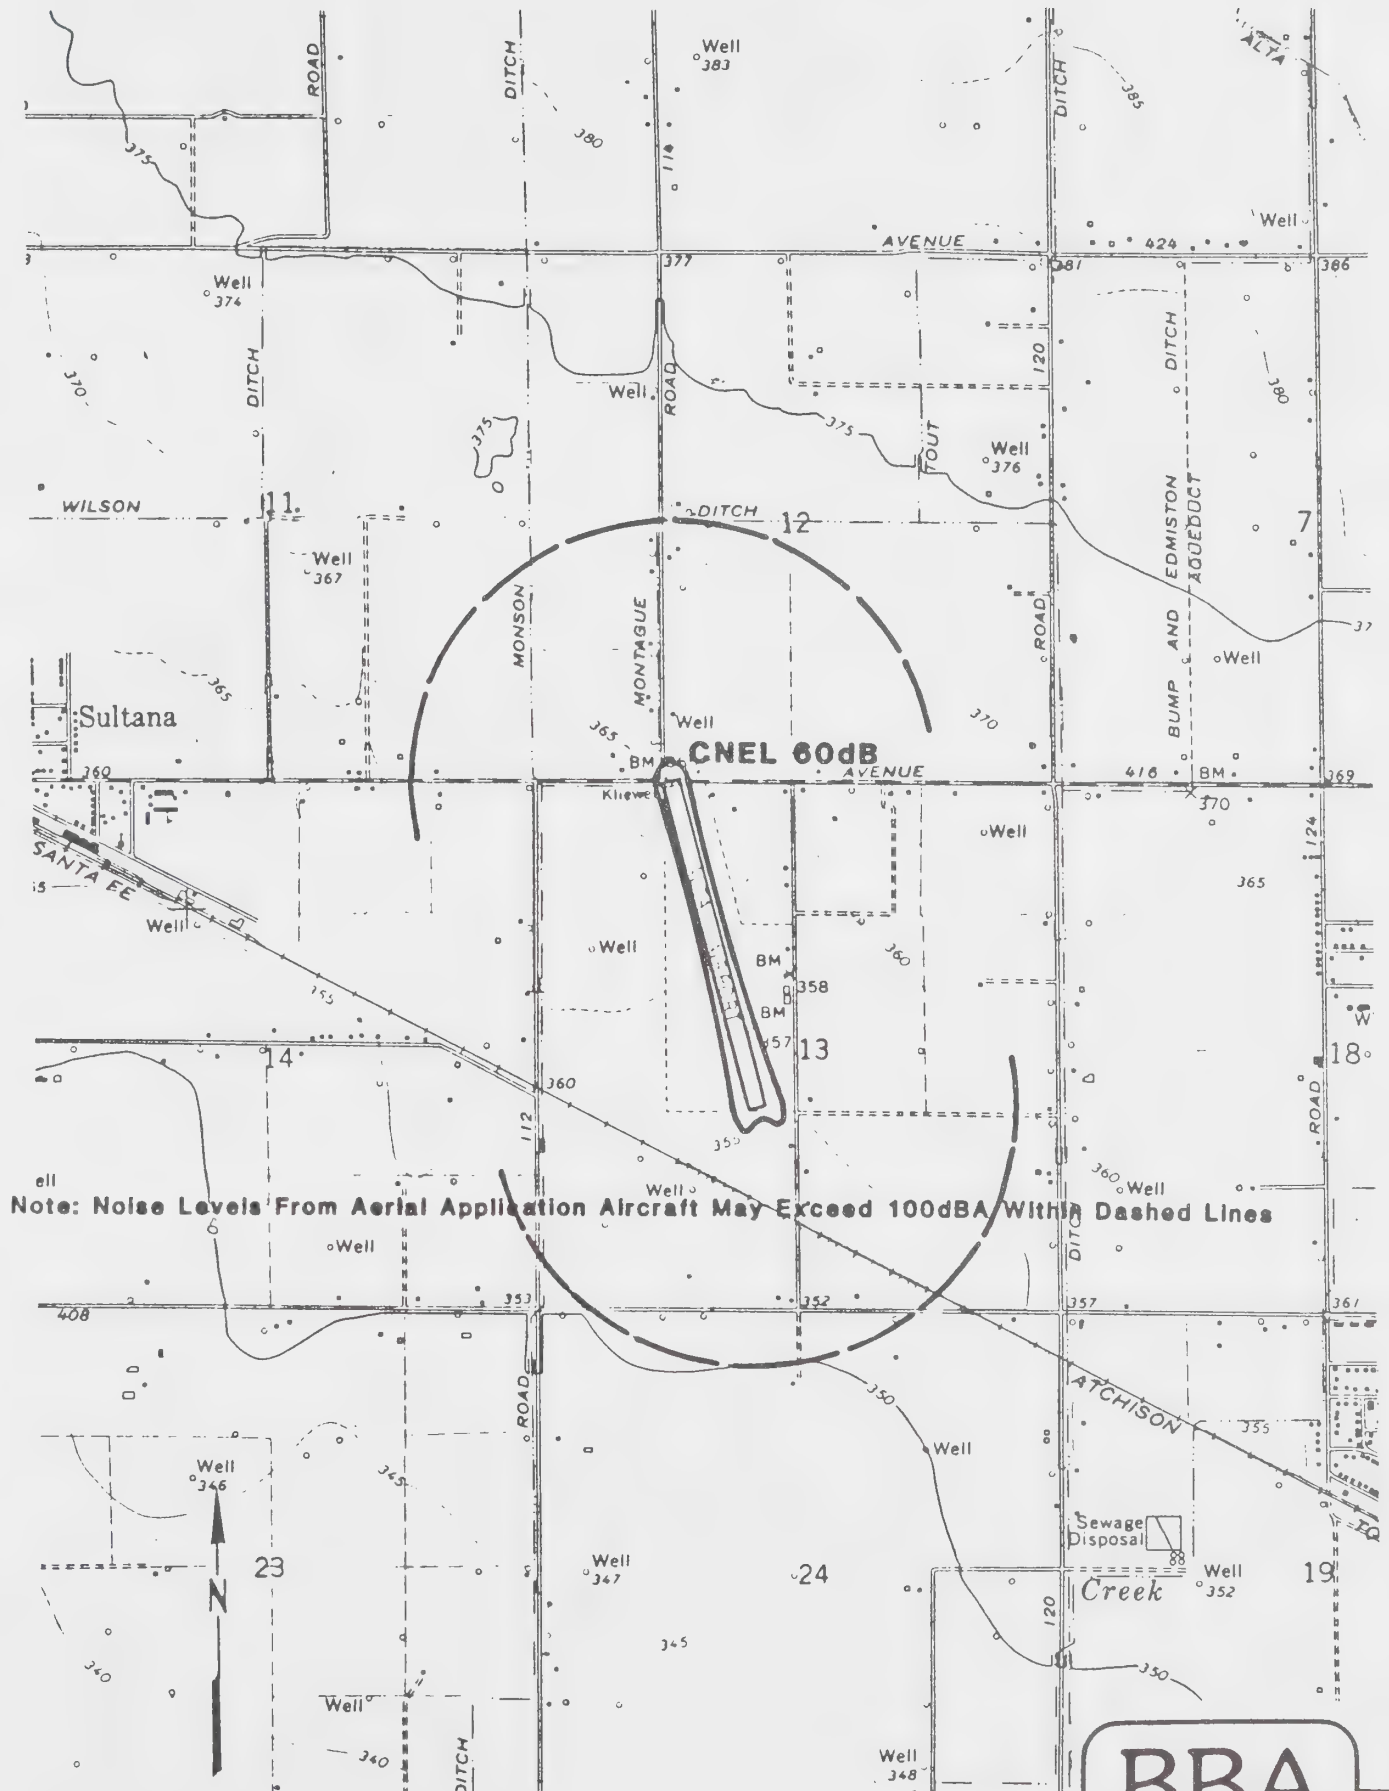 ALTA
ROAD
DITCH
Well
383
DITCH
385
380
375
114
Well
AVENUE
424
377
381
386
Well
374
DITCH
370
Well
ROAD
120
DITCH
380
375
375
TOUT
Well
376
WILSON
11
DITCH
12
7
BUMP AND EDMISTON
AQUEDUCT
Well
367
MONSON
MONTAGUE
ROAD
37
Well
365
Sultana
Well
370
365
CNEL 60dB
BM
360
AVENUE
416
BM
369
370
Well
124
SANTA FE
365
Well
Well
360
BM
358
355
BM
357
W
14
13
18
360
112
ROAD
355
ell
360
Well
Well
Note: Noise Levels From Aerial Application Aircraft May Exceed 100dBA Within Dashed Lines
Well
DITCH
353
352
357
361
408
350
ATCHISON
ROAD
355
Well
Well
346
345
Sewage
Disposal
N
23
Well
347
24
Well
352
19
Creek
120
345
340
350
Well
340
DITCH
Well
348
BBA